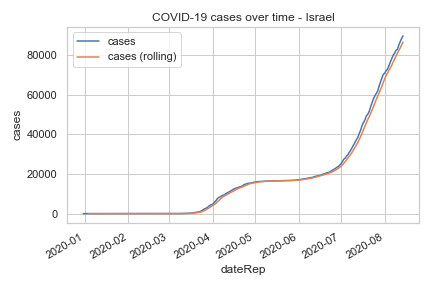 COVID-19 cases over time - Israel
cases
cases (rolling)
80000
60000
40000
20000
0
cases
2020-01
2020-02
2020-03
2020-04
2020-05
2020-06
2020-07
2020-08
dateRep